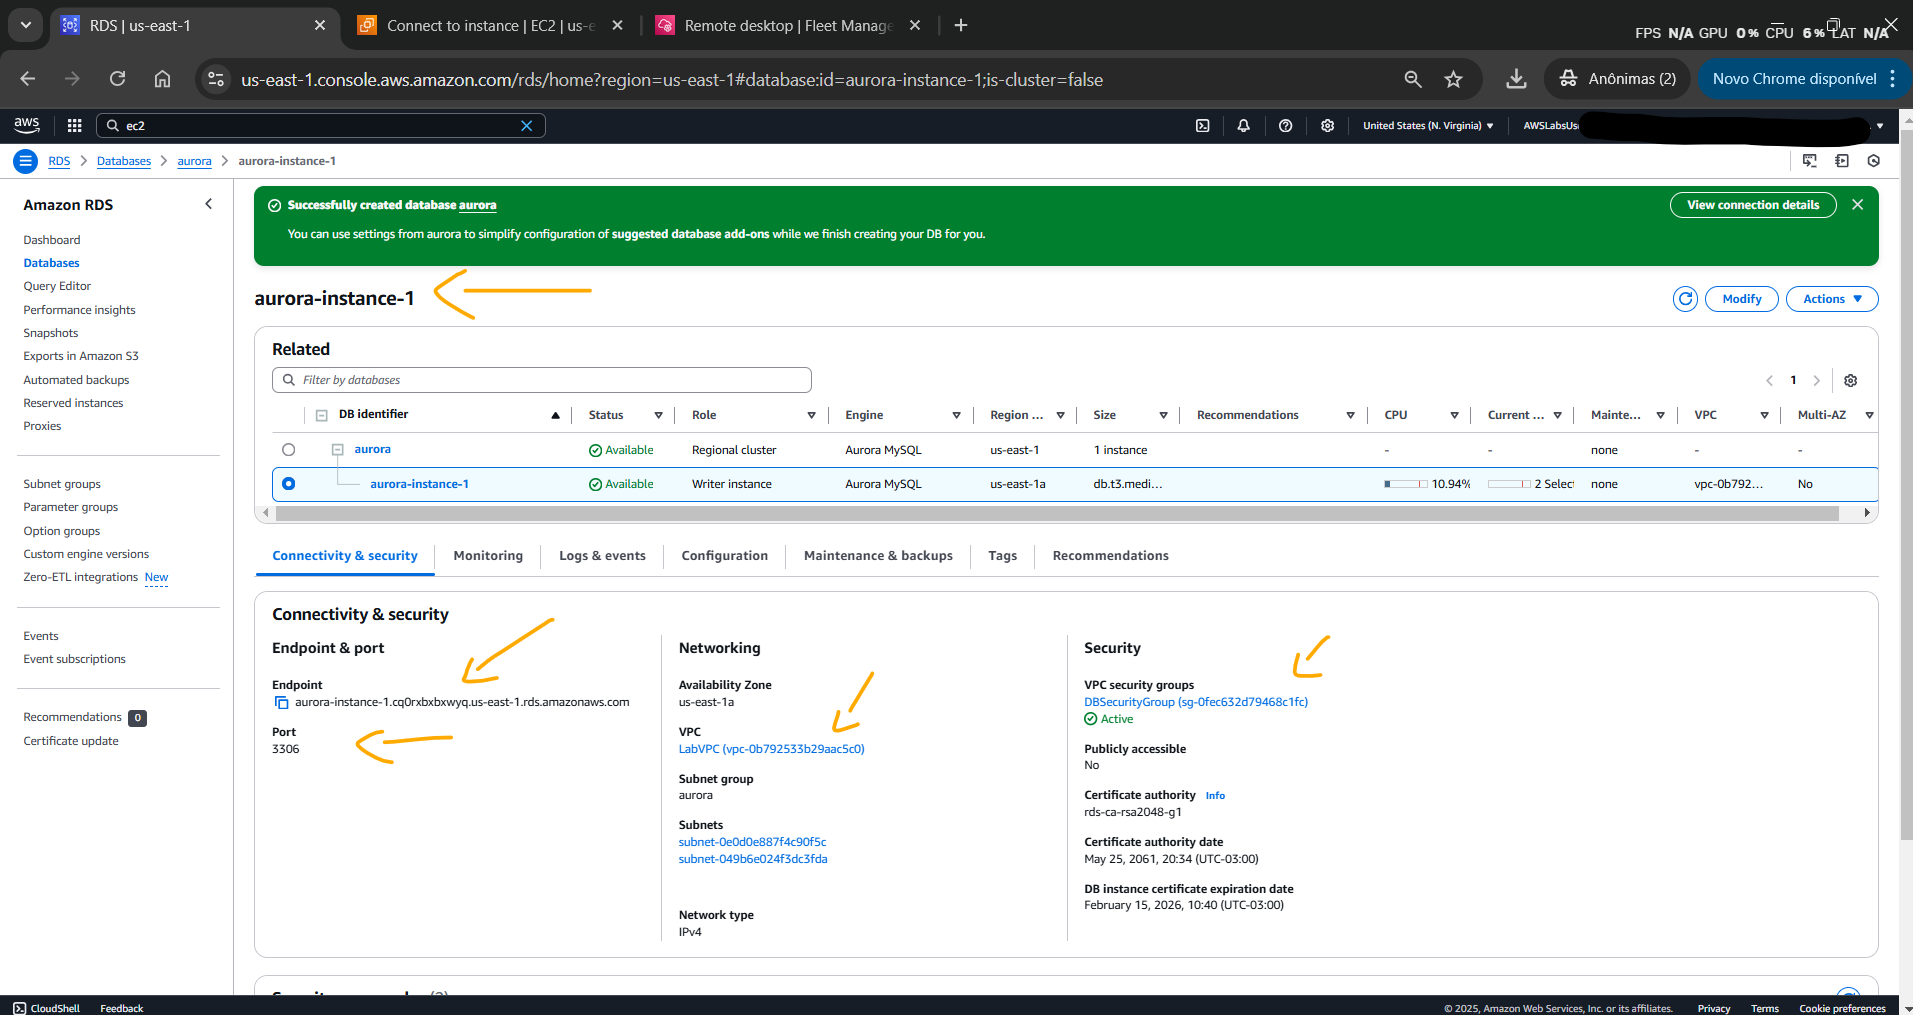 RDS | us-east-1
Connect to instance | EC2 | us-e
Remote desktop | Fleet Manage
FPS N/A GPU 0% CPU 6% LAT N/A
us-east-1.console.aws.amazon.com/rds/home?region=us-east-1#database:id=aurora-instance-1;is-cluster=false
Anônimas (2)
Novo Chrome disponível
aws
ec2
United States (N. Virginia)
AWSLabsUs
RDS > Databases > aurora > aurora-instance-1
Amazon RDS
Dashboard
Databases
Query Editor
Performance insights
Snapshots
Exports in Amazon S3
Automated backups
Reserved instances
Proxies
Subnet groups
Parameter groups
Option groups
Custom engine versions
Zero-ETL integrations New
Events
Event subscriptions
Recommendations 0
Certificate update
Successfully created database aurora
You can use settings from aurora to simplify configuration of suggested database add-ons while we finish creating your DB for you.
View connection details
aurora-instance-1
Modify
Actions
Related
Filter by databases
1
DB identifier Status Role Engine Region ... Size Recommendations CPU Current ... Mainte... VPC Multi-AZ
aurora Available Regional cluster Aurora MySQL us-east-1 1 instance - - none - -
aurora-instance-1 Available Writer instance Aurora MySQL us-east-1a db.t3.medi... 10.94% 2 Select none vpc-0b792... No
Connectivity & security Monitoring Logs & events Configuration Maintenance & backups Tags Recommendations
Connectivity & security
Endpoint & port
Endpoint
aurora-instance-1.cq0rxbxbxwyq.us-east-1.rds.amazonaws.com
Port
3306
Networking
Availability Zone
us-east-1a
VPC
LabVPC (vpc-0b792533b29aac5c0)
Subnet group
aurora
Subnets
subnet-0e0d0e887f4c90f5c
subnet-049b6e024f3dc3fda
Network type
IPv4
Security
VPC security groups
DBSecurityGroup (sg-0fec632d79468c1fc)
Active
Publicly accessible
No
Certificate authority Info
rds-ca-rsa2048-g1
Certificate authority date
May 25, 2061, 20:34 (UTC-03:00)
DB instance certificate expiration date
February 15, 2026, 10:40 (UTC-03:00)
CloudShell
Feedback
© 2025, Amazon Web Services, Inc. or its affiliates.
Privacy
Terms
Cookie preferences